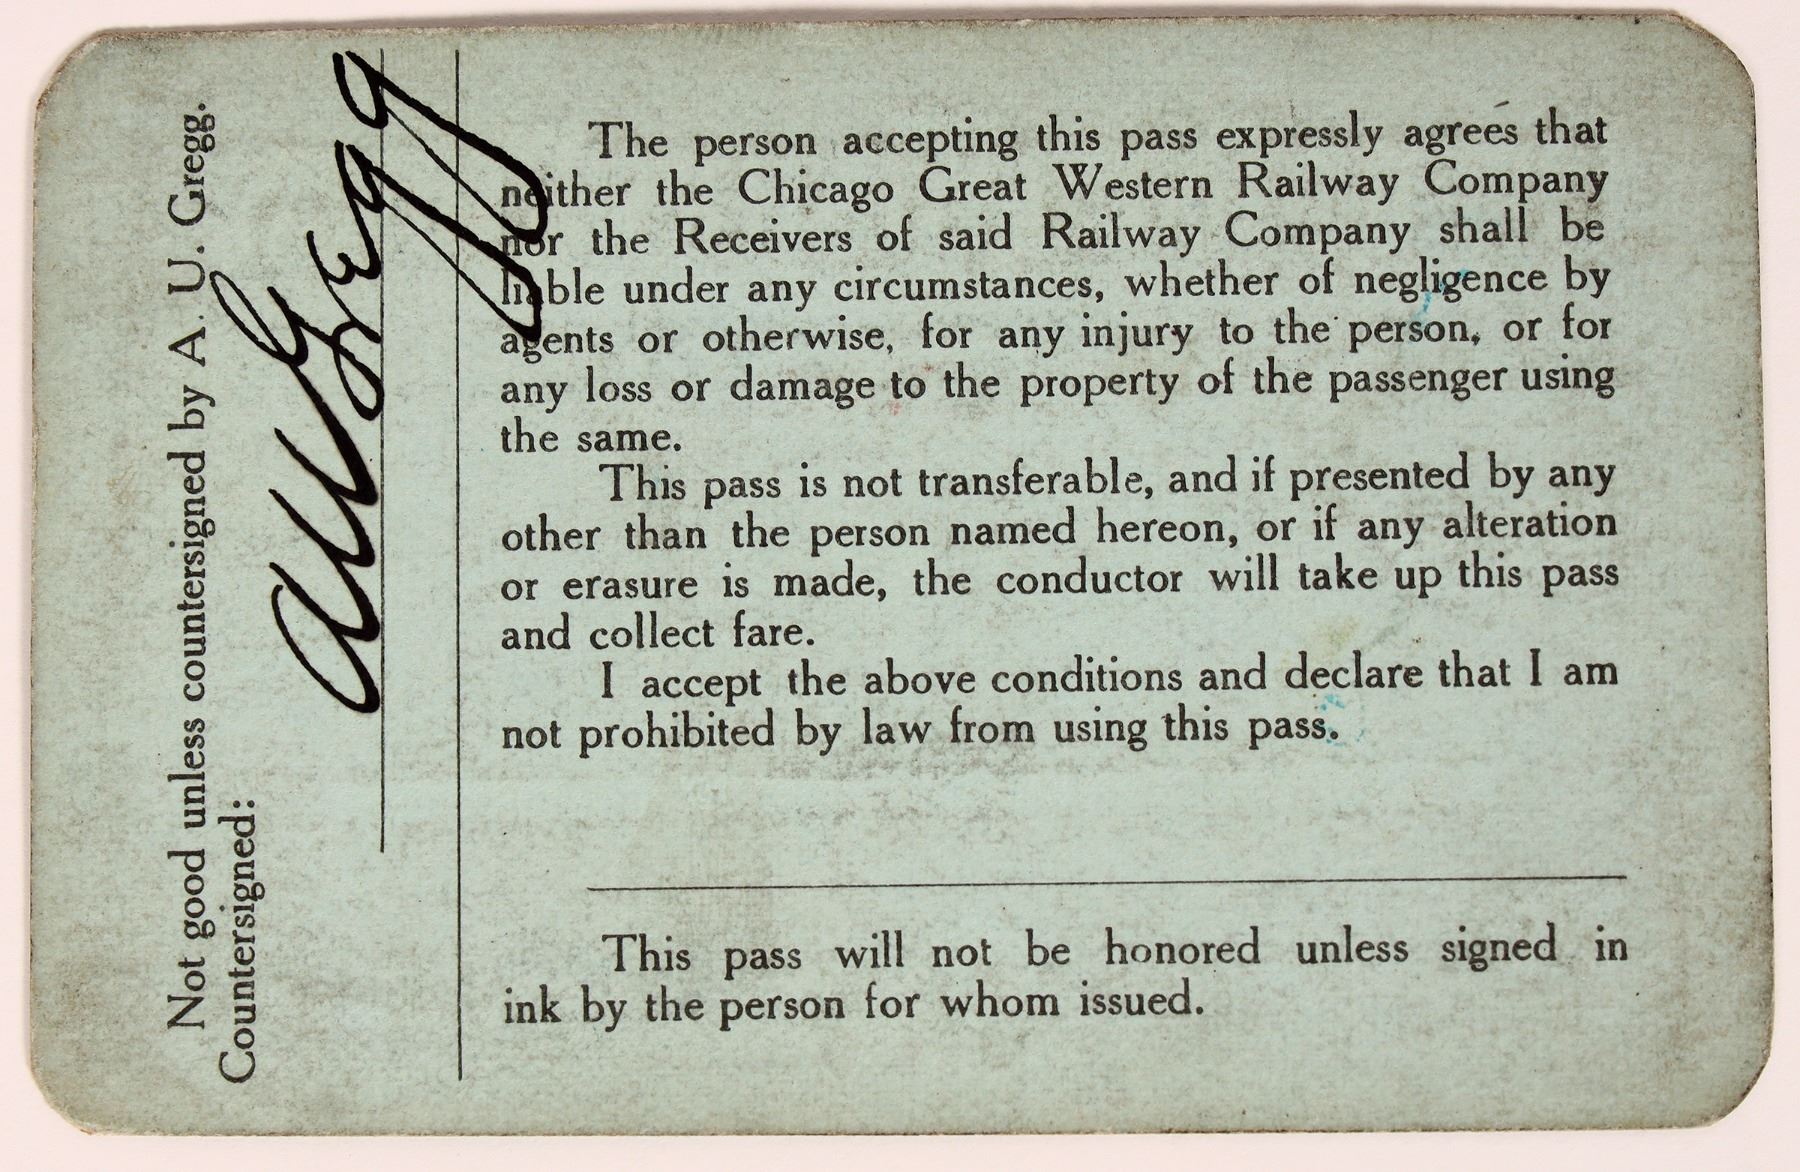 Not good unless countersigned by A. U. Gregg.
Countersigned:
A U Gregg
The person accepting this pass expressly agrees that
neither the Chicago Great Western Railway Company
nor the Receivers of said Railway Company shall be
liable under any circumstances, whether of negligence by
agents or otherwise, for any injury to the person, or for
any loss or damage to the property of the passenger using
the same.
This pass is not transferable, and if presented by any
other than the person named hereon, or if any alteration
or erasure is made, the conductor will take up this pass
and collect fare.
I accept the above conditions and declare that I am
not prohibited by law from using this pass.
This pass will not be honored unless signed in
ink by the person for whom issued.